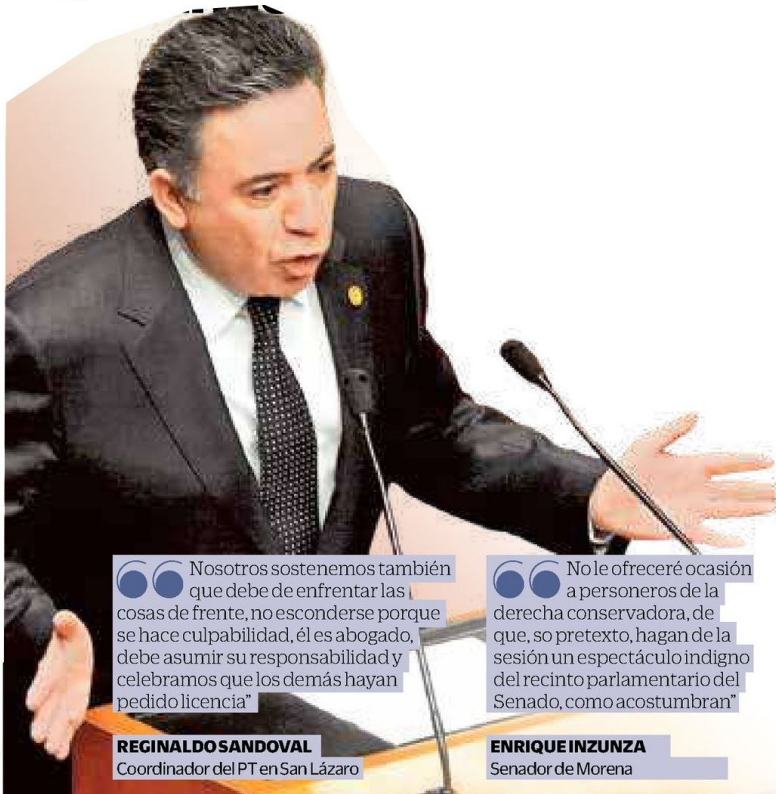 Nosotros sostenemos también
que debe de enfrentar las
cosas de frente, no esconderse porque
se hace culpabilidad, él es abogado,
debe asumir su responsabilidad y
celebramos que los demás hayan
pedido licencia”
REGINALDO SANDOVAL
Coordinador del PT en San Lázaro
No le ofreceré ocasión
a personeros de la
derecha conservadora, de
que, so pretexto, hagan de la
sesión un espectáculo indigno
del recinto parlamentario del
Senado, como acostumbran”
ENRIQUE INZUNZA
Senador de Morena